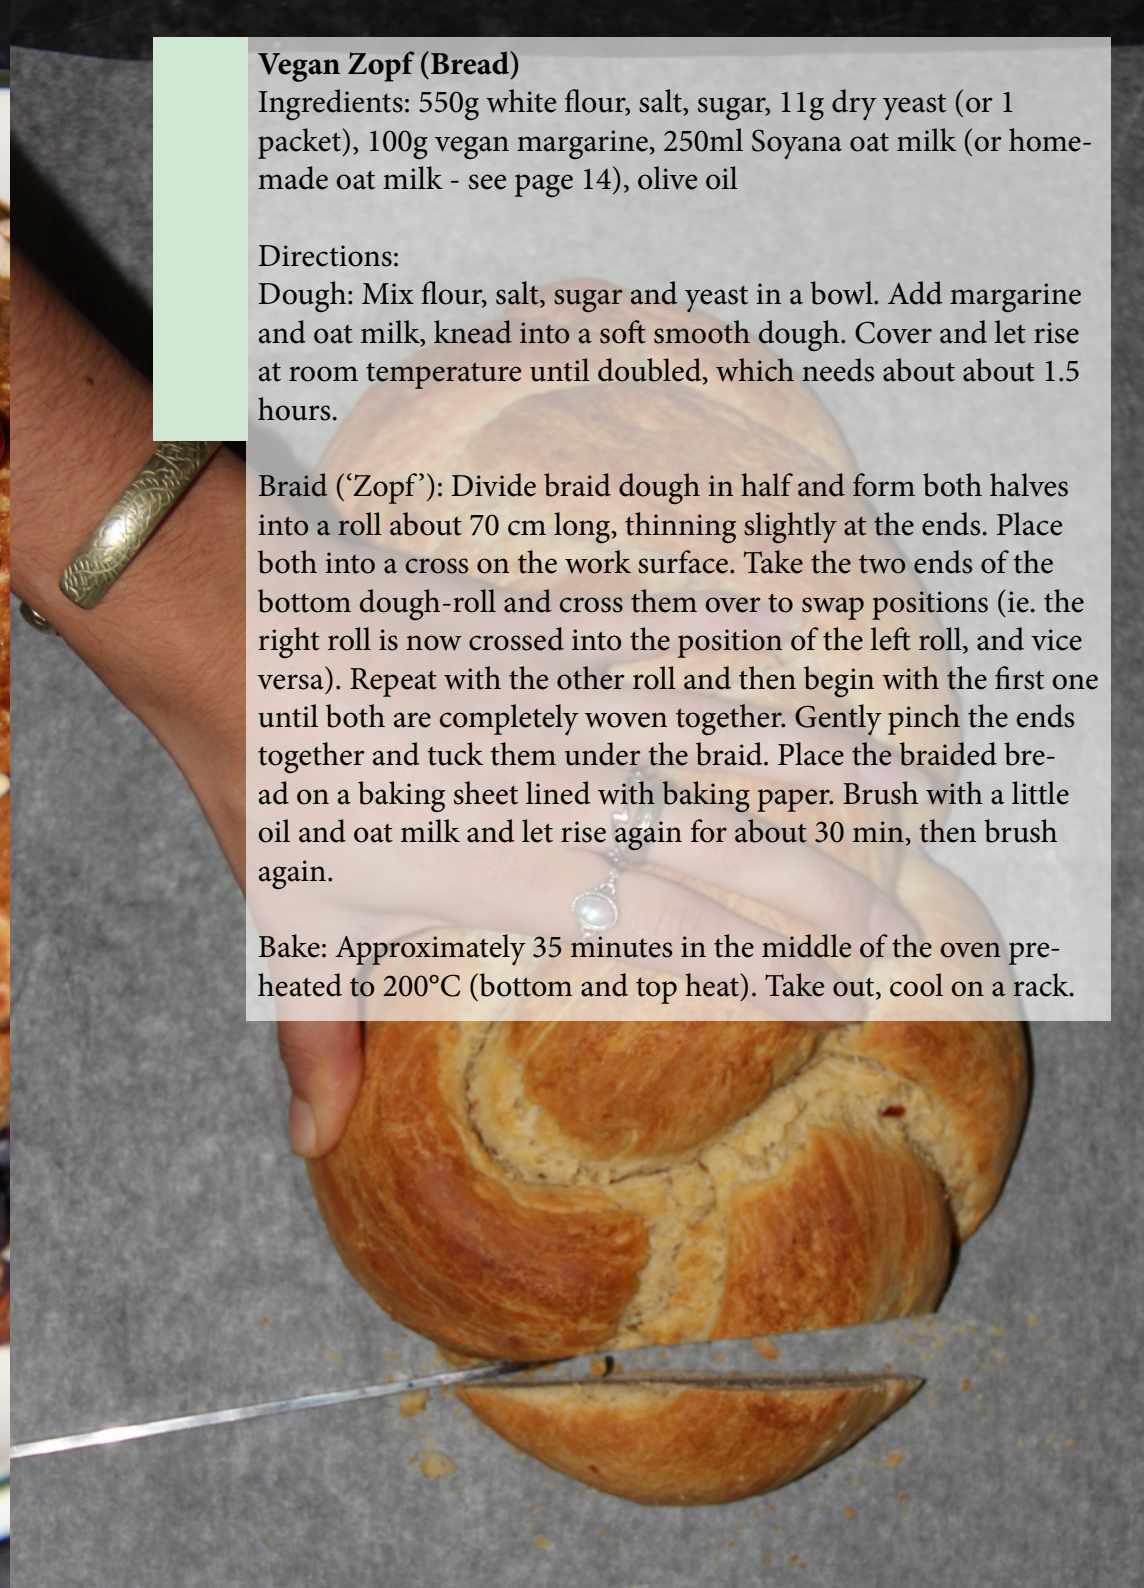 Vegan Zopf (Bread)
Ingredients: 550g white flour, salt, sugar, 11g dry yeast (or 1
packet), 100g vegan margarine, 250ml Soyana oat milk (or home-
made oat milk - see page 14), olive oil
Directions:
Dough: Mix flour, salt, sugar and yeast in a bowl. Add margarine
and oat milk, knead into a soft smooth dough. Cover and let rise
at room temperature until doubled, which needs about about 1.5
hours.
Braid (‘Zopf’): Divide braid dough in half and form both halves
into a roll about 70 cm long, thinning slightly at the ends. Place
both into a cross on the work surface. Take the two ends of the
bottom dough-roll and cross them over to swap positions (ie. the
right roll is now crossed into the position of the left roll, and vice
versa). Repeat with the other roll and then begin with the first one
until both are completely woven together. Gently pinch the ends
together and tuck them under the braid. Place the braided bre-
ad on a baking sheet lined with baking paper. Brush with a little
oil and oat milk and let rise again for about 30 min, then brush
again.
Bake: Approximately 35 minutes in the middle of the oven pre-
heated to 200°C (bottom and top heat). Take out, cool on a rack.